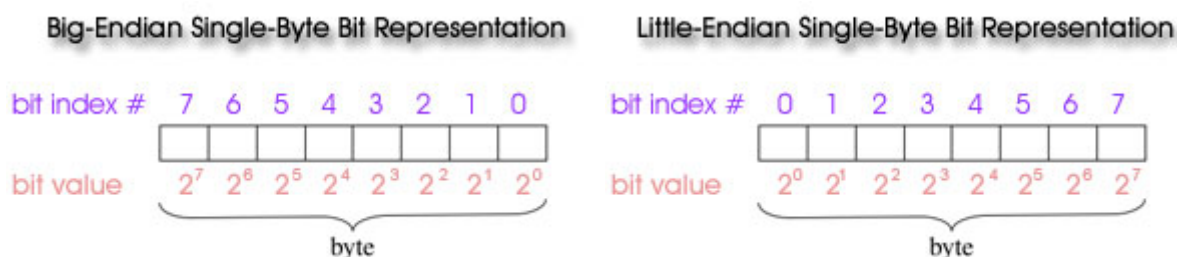 Big-Endian Single-Byte Bit Representation
bit index # 7 6 5 4 3 2 1 0
bit value 2⁷ 2⁶ 2⁵ 2⁴ 2³ 2² 2¹ 2⁰
byte
Little-Endian Single-Byte Bit Representation
bit index # 0 1 2 3 4 5 6 7
bit value 2⁰ 2¹ 2² 2³ 2⁴ 2⁵ 2⁶ 2⁷
byte